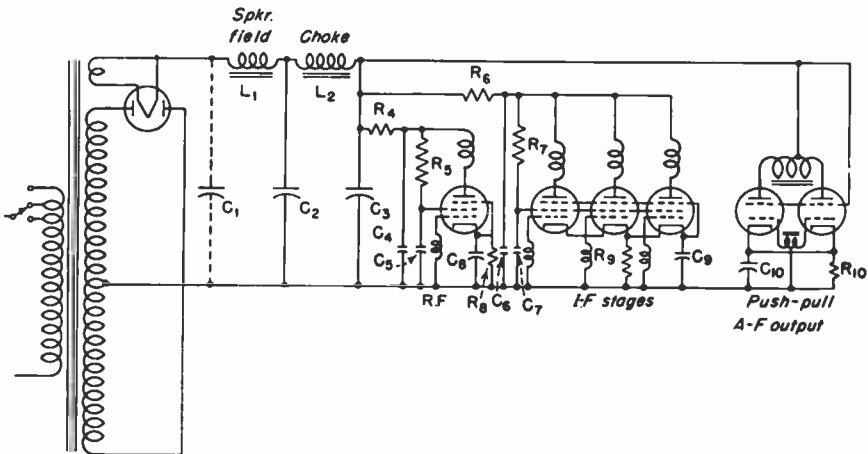 Spkr.
field
Choke
L1
L2
R6
R4
R5
R7
C1
C2
C3
C4
C5
C8
R8
C6
C7
R9
C9
C10
R10
R.F
I-F stages
Push-pull
A-F output